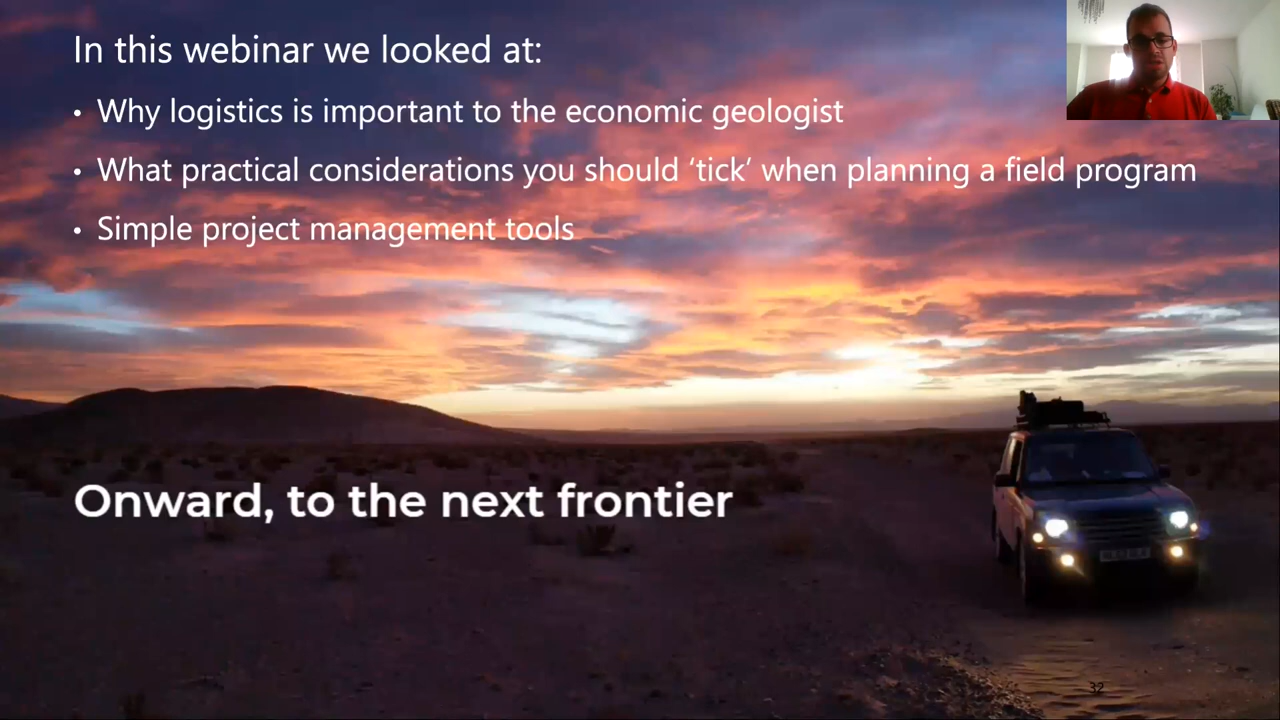 In this webinar we looked at:
• Why logistics is important to the economic geologist
• What practical considerations you should ‘tick’ when planning a field program
• Simple project management tools
Onward, to the next frontier
32